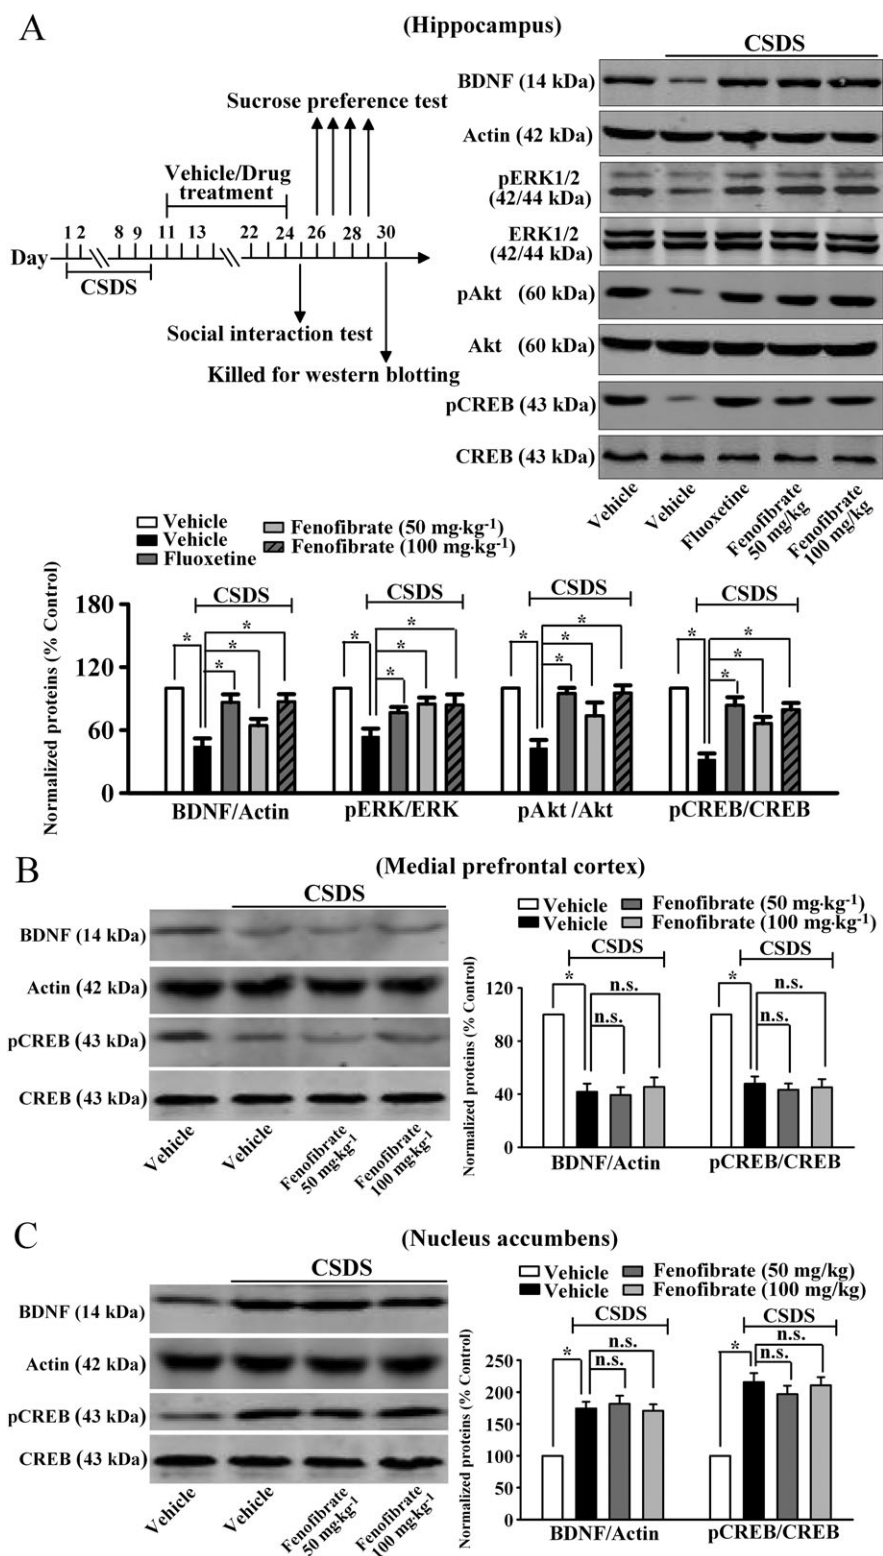 A
(Hippocampus)
Sucrose preference test
Vehicle/Drug
treatment
1 2 8 9 11 13 22 24 26 28 30
Day
CSDS
Social interaction test
Killed for western blotting
CSDS
BDNF (14 kDa)
Actin (42 kDa)
pERK1/2
(42/44 kDa)
ERK1/2
(42/44 kDa)
pAkt (60 kDa)
Akt (60 kDa)
pCREB (43 kDa)
CREB (43 kDa)
Vehicle
Vehicle
Fluoxetine
Fenofibrate
50 mg/kg
Fenofibrate
100 mg/kg
Vehicle
Vehicle
Fluoxetine
Fenofibrate (50 mg·kg-1)
Fenofibrate (100 mg·kg-1)
Normalized proteins (% Control)
180
120
60
0
CSDS
* * * *
CSDS
* * * *
CSDS
* * * *
CSDS
* * * *
BDNF/Actin
pERK/ERK
pAkt /Akt
pCREB/CREB
B
(Medial prefrontal cortex)
CSDS
BDNF (14 kDa)
Actin (42 kDa)
pCREB (43 kDa)
CREB (43 kDa)
Vehicle
Vehicle
Fenofibrate
50 mg·kg-1
Fenofibrate
100 mg·kg-1
Vehicle
Vehicle
Fenofibrate (50 mg·kg-1)
Fenofibrate (100 mg·kg-1)
Normalized proteins (% Control)
120
80
40
0
CSDS
* n.s. n.s.
CSDS
* n.s. n.s.
BDNF/Actin
pCREB/CREB
C
(Nucleus accumbens)
CSDS
BDNF (14 kDa)
Actin (42 kDa)
pCREB (43 kDa)
CREB (43 kDa)
Vehicle
Vehicle
Fenofibrate
50 mg·kg-1
Fenofibrate
100 mg·kg-1
Vehicle
Vehicle
Fenofibrate (50 mg/kg)
Fenofibrate (100 mg/kg)
Normalized proteins (% Control)
250
200
150
100
50
0
CSDS
* n.s. n.s.
CSDS
* n.s. n.s.
BDNF/Actin
pCREB/CREB